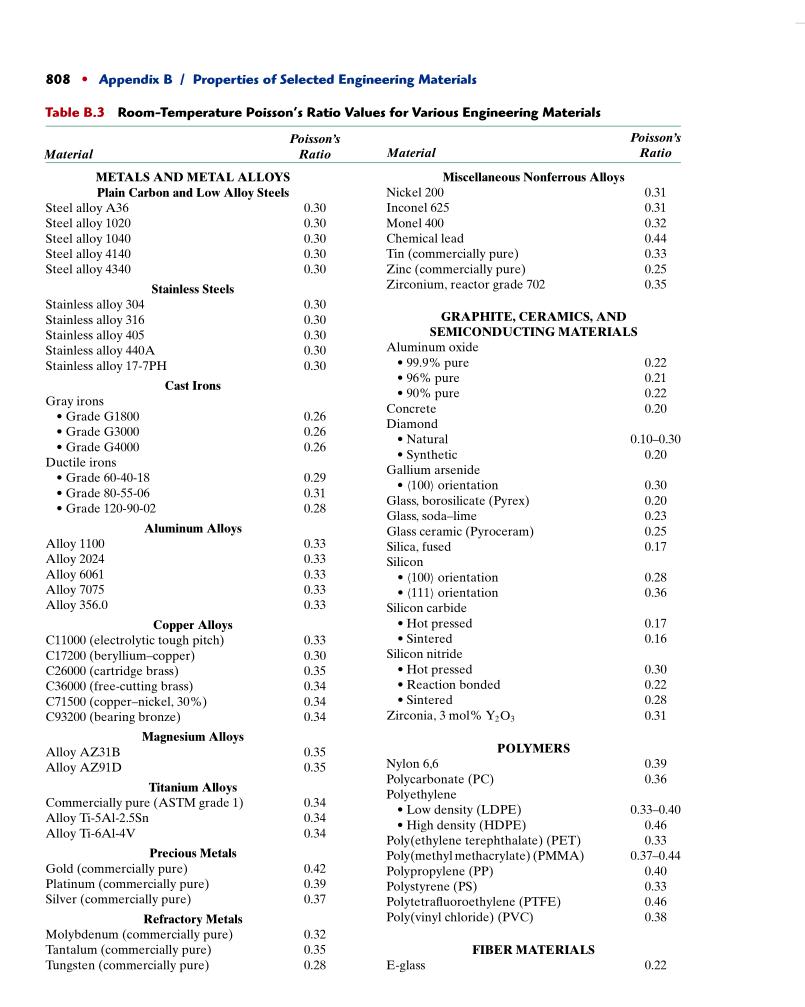 808 • Appendix B / Properties of Selected Engineering Materials
Table B.3 Room-Temperature Poisson's Ratio Values for Various Engineering Materials
Material Poisson's Ratio
METALS AND METAL ALLOYS
Plain Carbon and Low Alloy Steels
Steel alloy A36 0.30
Steel alloy 1020 0.30
Steel alloy 1040 0.30
Steel alloy 4140 0.30
Steel alloy 4340 0.30
Stainless Steels
Stainless alloy 304 0.30
Stainless alloy 316 0.30
Stainless alloy 405 0.30
Stainless alloy 440A 0.30
Stainless alloy 17-7PH 0.30
Cast Irons
Gray irons
• Grade G1800 0.26
• Grade G3000 0.26
• Grade G4000 0.26
Ductile irons
• Grade 60-40-18 0.29
• Grade 80-55-06 0.31
• Grade 120-90-02 0.28
Aluminum Alloys
Alloy 1100 0.33
Alloy 2024 0.33
Alloy 6061 0.33
Alloy 7075 0.33
Alloy 356.0 0.33
Copper Alloys
C11000 (electrolytic tough pitch) 0.33
C17200 (beryllium–copper) 0.30
C26000 (cartridge brass) 0.35
C36000 (free-cutting brass) 0.34
C71500 (copper–nickel, 30%) 0.34
C93200 (bearing bronze) 0.34
Magnesium Alloys
Alloy AZ31B 0.35
Alloy AZ91D 0.35
Titanium Alloys
Commercially pure (ASTM grade 1) 0.34
Alloy Ti-5Al-2.5Sn 0.34
Alloy Ti-6Al-4V 0.34
Precious Metals
Gold (commercially pure) 0.42
Platinum (commercially pure) 0.39
Silver (commercially pure) 0.37
Refractory Metals
Molybdenum (commercially pure) 0.32
Tantalum (commercially pure) 0.35
Tungsten (commercially pure) 0.28
Material Poisson's Ratio
Miscellaneous Nonferrous Alloys
Nickel 200 0.31
Inconel 625 0.31
Monel 400 0.32
Chemical lead 0.44
Tin (commercially pure) 0.33
Zinc (commercially pure) 0.25
Zirconium, reactor grade 702 0.35
GRAPHITE, CERAMICS, AND
SEMICONDUCTING MATERIALS
Aluminum oxide
• 99.9% pure 0.22
• 96% pure 0.21
• 90% pure 0.22
Concrete 0.20
Diamond
• Natural 0.10–0.30
• Synthetic 0.20
Gallium arsenide
• ⟨100⟩ orientation 0.30
Glass, borosilicate (Pyrex) 0.20
Glass, soda–lime 0.23
Glass ceramic (Pyroceram) 0.25
Silica, fused 0.17
Silicon
• ⟨100⟩ orientation 0.28
• ⟨111⟩ orientation 0.36
Silicon carbide
• Hot pressed 0.17
• Sintered 0.16
Silicon nitride
• Hot pressed 0.30
• Reaction bonded 0.22
• Sintered 0.28
Zirconia, 3 mol% Y₂O₃ 0.31
POLYMERS
Nylon 6,6 0.39
Polycarbonate (PC) 0.36
Polyethylene
• Low density (LDPE) 0.33–0.40
• High density (HDPE) 0.46
Poly(ethylene terephthalate) (PET) 0.33
Poly(methyl methacrylate) (PMMA) 0.37–0.44
Polypropylene (PP) 0.40
Polystyrene (PS) 0.33
Polytetrafluoroethylene (PTFE) 0.46
Poly(vinyl chloride) (PVC) 0.38
FIBER MATERIALS
E-glass 0.22